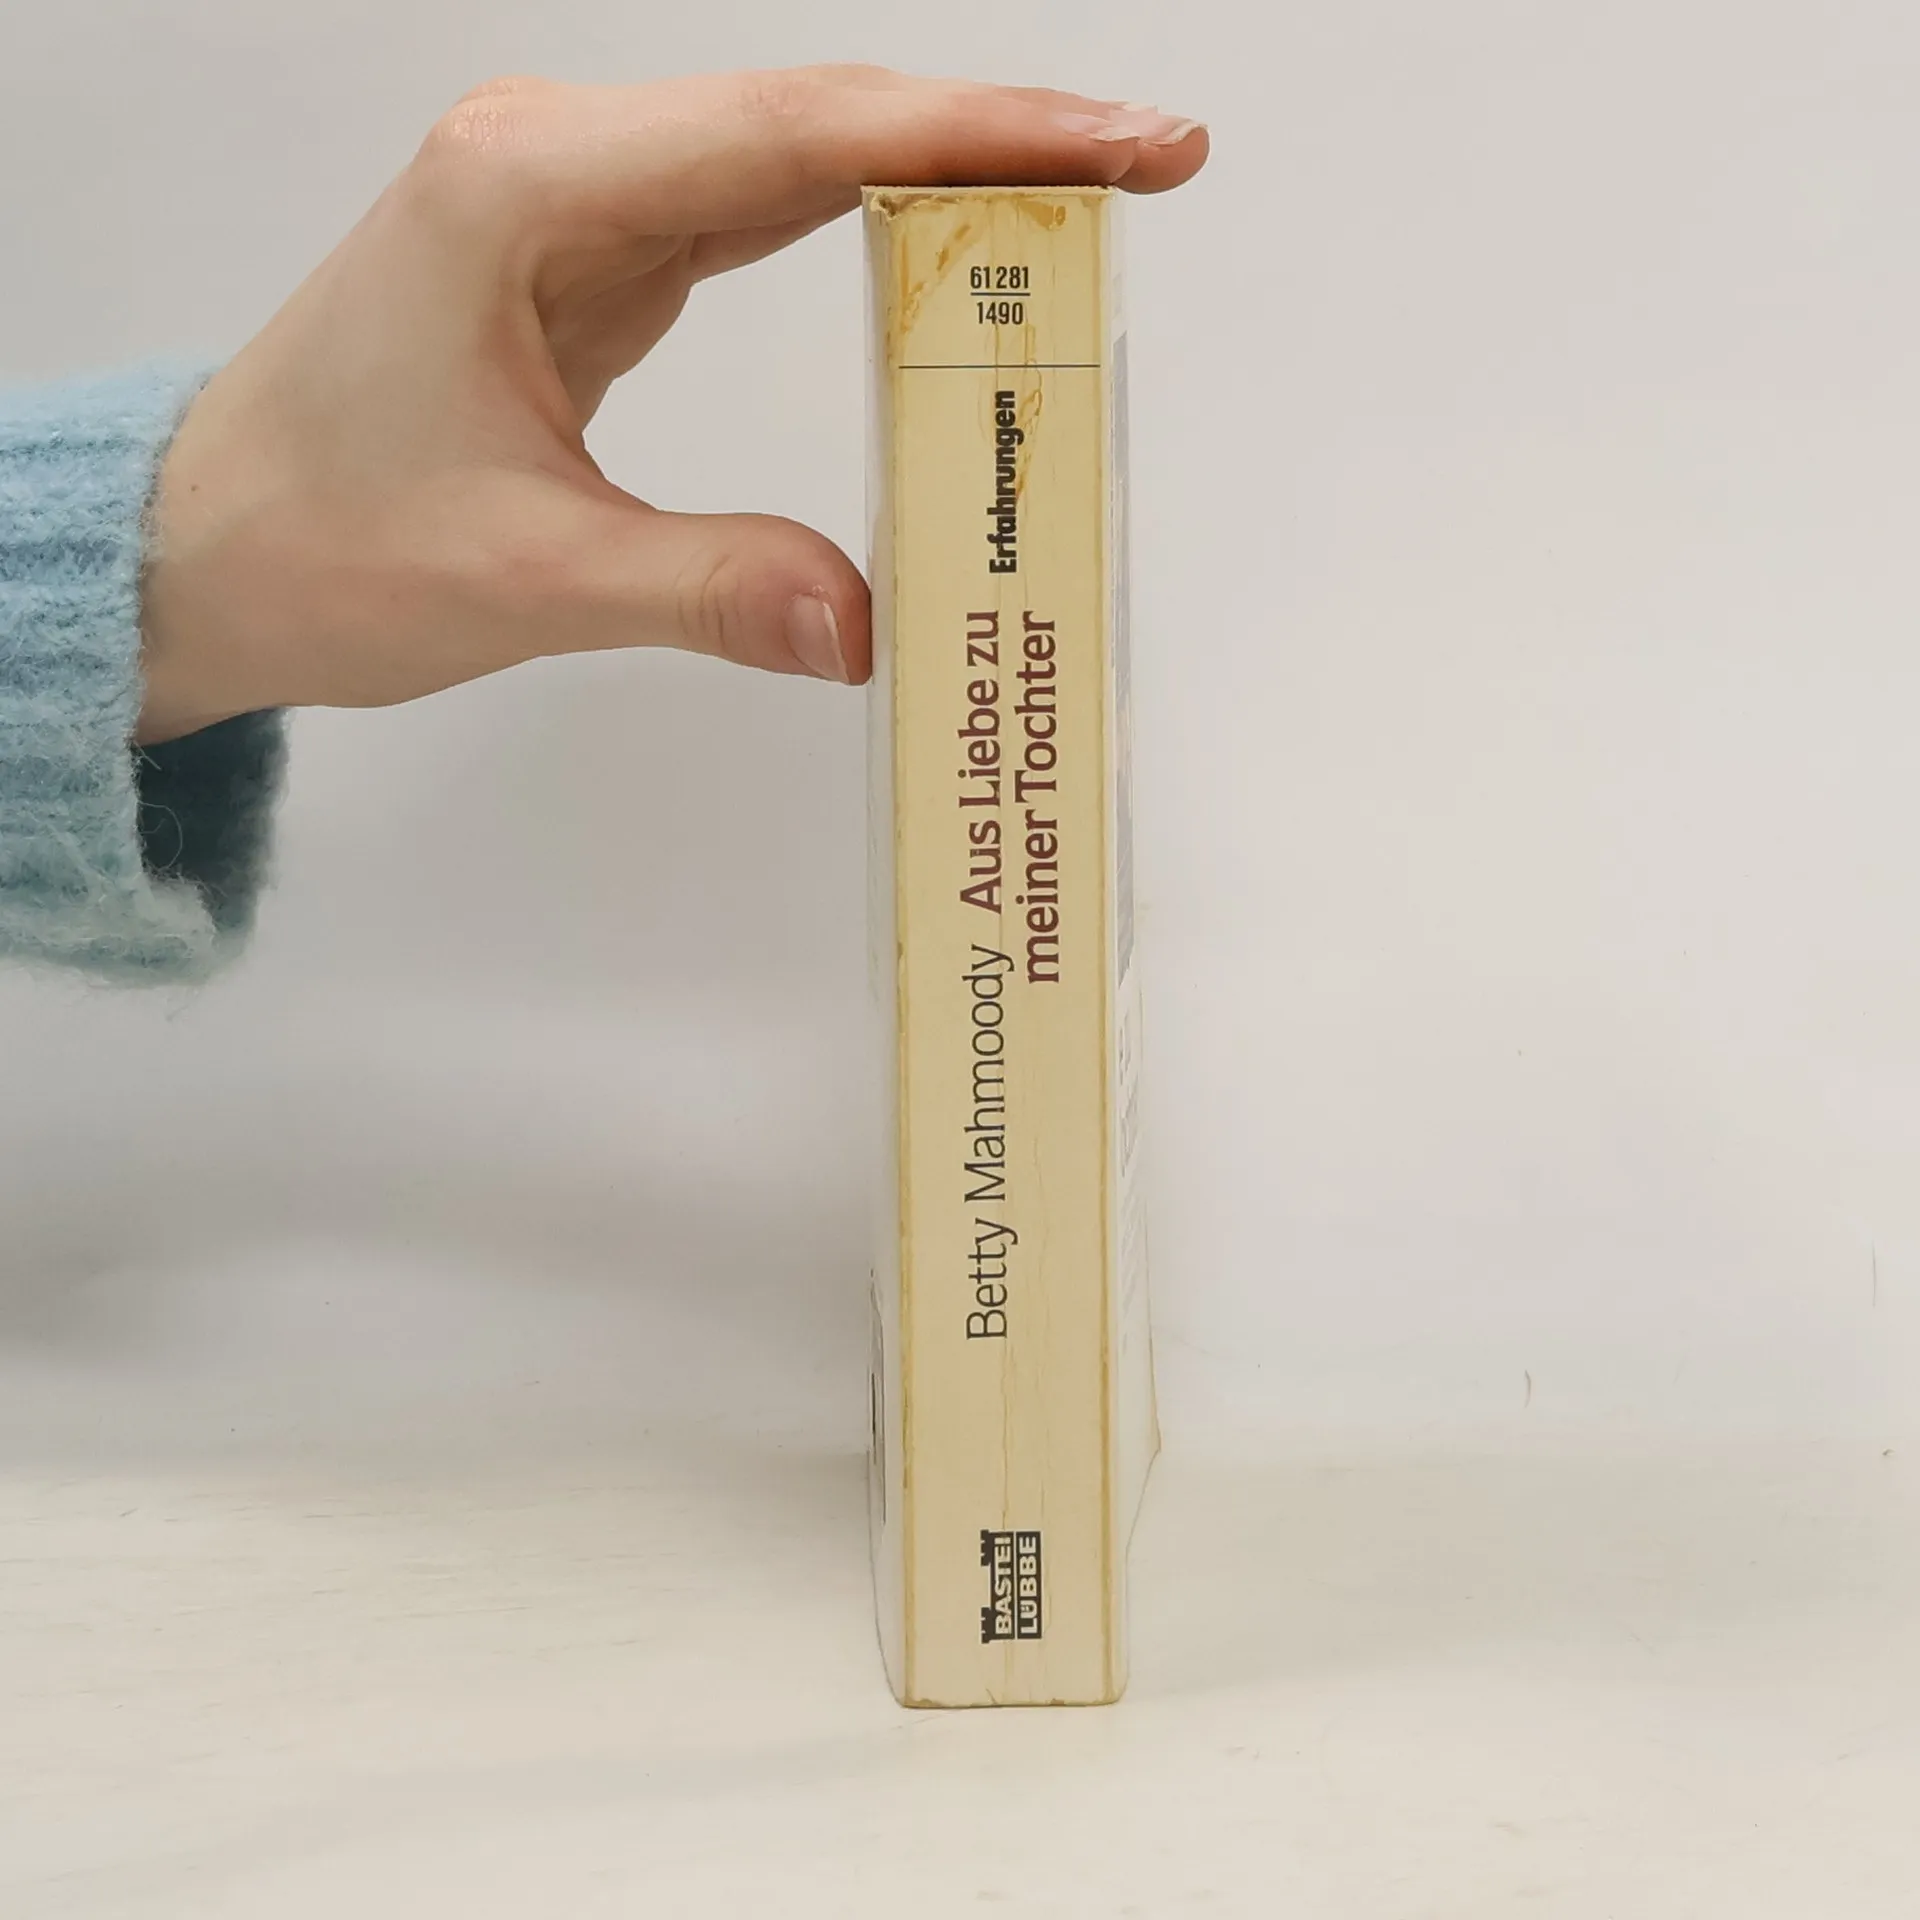 61281
1490
Erfahrungen
Betty Mahmoody Aus Liebe zu
meiner Tochter
BASTEI
LÜBBE